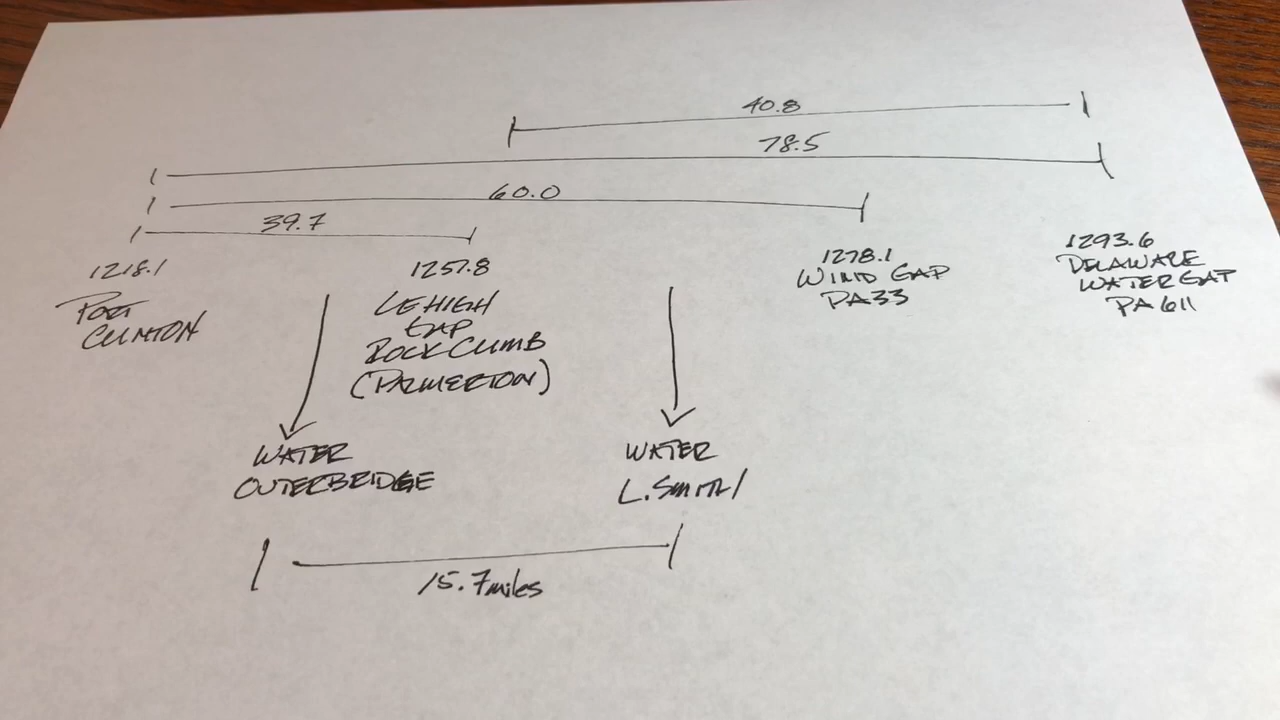 40.8
78.5
60.0
39.7
1218.1
PORT
CLINTON
1257.8
LEHIGH
GAP
ROCK CLIMB
(PALMERTON)
1278.1
WIND GAP
PA33
1293.6
DELAWARE
WATER GAP
PA 611
WATER
OUTERBRIDGE
WATER
L. SMITH
15.7 miles